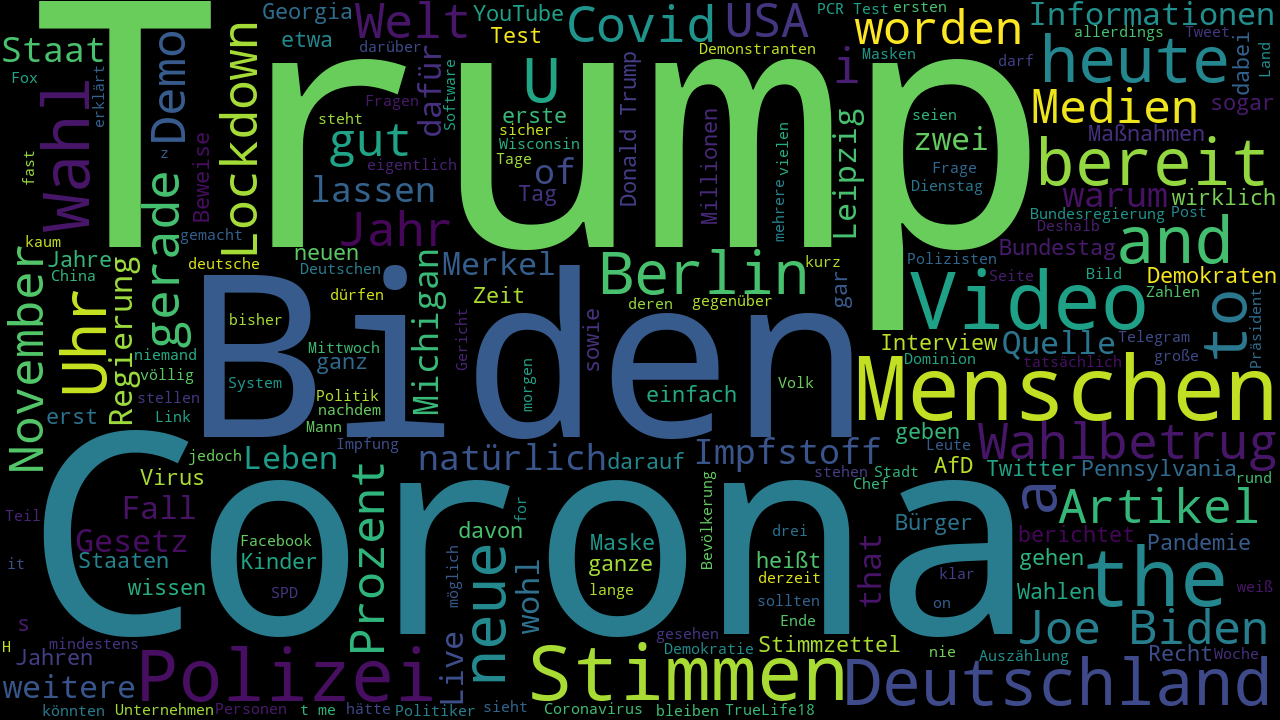 Trump
Biden
Corona
Staat
Fox
erklärt
Wahl
Demo
z
Georgia
etwa
Welt
darüber
YouTube
Test
Covid
USA
Demonstranten
PCR Test
Masken
ersten
worden
darf
Informationen
allerdings
Tweet
heute
dabei
Land
Medien
sogar
Maßnahmen
bereit
warum
wirklich
Lockdown
Beweise
gerade
fast
kaum
Jahre
China
November
Uhr
Regierung
gemacht
deutsche
steht
Fragen
gut
eigentlich
lassen
Jahr
dafür
Software
U
erste
sicher
Wisconsin
Tage
of
Tag
Donald Trump
Millionen
mehrere
vielen
i
Leipzig
seien
zwei
Frage
Dienstag
Bundesregierung
Post
Deshalb
Bundestag
and
Polizisten
Seite
Bild
Demokraten
Zahlen
neuen
Deutschen
dürfen
bisher
System
Michigan
Merkel
Zeit
Gericht
sowie
Berlin
deren
gegenüber
kurz
gar
Video
to
Präsident
Interview
Quelle
Telegram
große
Dominion
tatsächlich
Menschen
niemand
völlig
stellen
Link
erst
Mittwoch
ganz
Politik
nachdem
Mann
Impfung
morgen
einfach
Volk
geben
Leute
Wahlbetrug
jedoch
Leben
natürlich
darauf
Impfstoff
stehen
Stadt
Chef
AfD
Twitter
Pennsylvania
rund
Virus
Fall
Gesetz
Staaten
wissen
Teil
it
Facebook
Kinder
SPD
Prozent
möglich
davon
neue
for
wohl
Maske
ganze
lange
Bevölkerung
drei
heißt
derzeit
sollten
Ende
that
Bürger
klar
on
a
Artikel
berichtet
gehen
Pandemie
Wahlen
the
weiß
s
H
mindestens
Jahren
weitere
Polizei
Live
Stimmen
gesehen
Demokratie
Stimmzettel
nie
Auszählung
Joe Biden
Recht
Woche
Deutschland
könnten
Unternehmen
Personen
t me
hätte
Politiker
sieht
Coronavirus
bleiben
TrueLife18